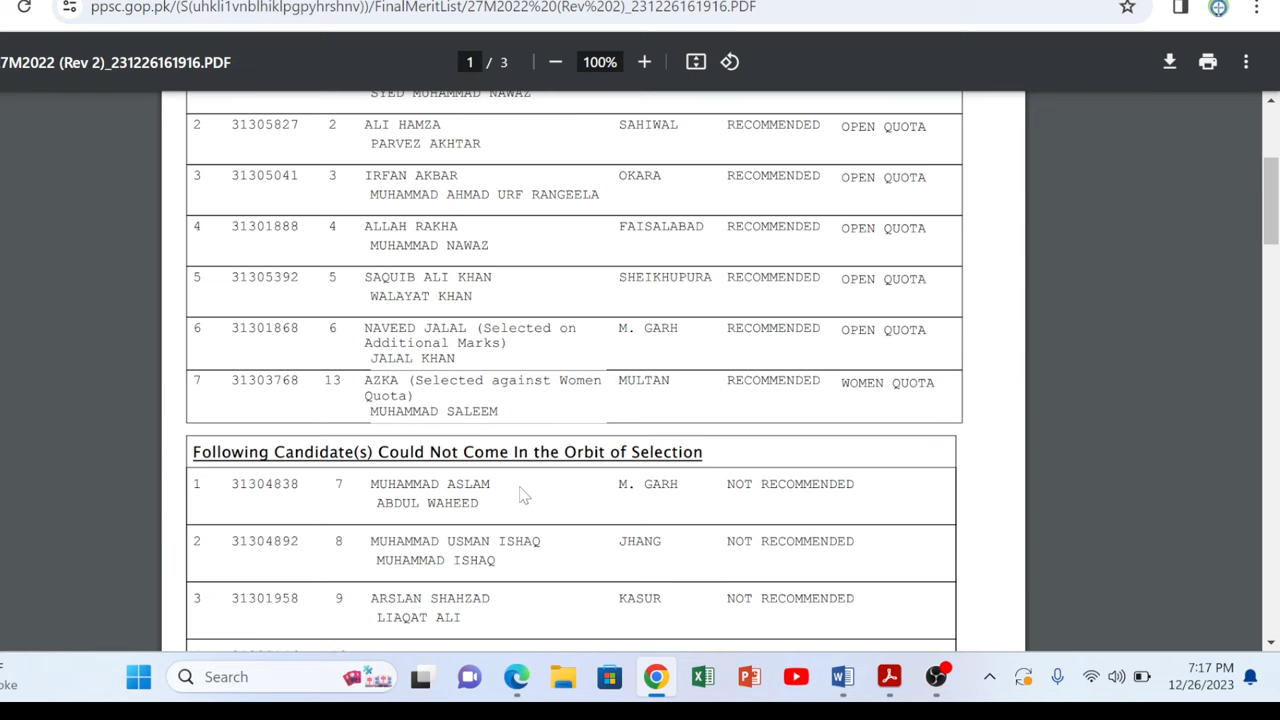 ppsc.gop.pk/(S(uhkli1vnblhiklpgpyhrshnv))/FinalMeritList/27M2022%20(Rev%202)_231226161916.PDF
27M2022 (Rev 2)_231226161916.PDF
1 / 3
100%
SYED MUHAMMAD NAWAZ
2 31305827 2 ALI HAMZA SAHIWAL RECOMMENDED OPEN QUOTA
PARVEZ AKHTAR
3 31305041 3 IRFAN AKBAR OKARA RECOMMENDED OPEN QUOTA
MUHAMMAD AHMAD URF RANGEELA
4 31301888 4 ALLAH RAKHA FAISALABAD RECOMMENDED OPEN QUOTA
MUHAMMAD NAWAZ
5 31305392 5 SAQUIB ALI KHAN SHEIKHUPURA RECOMMENDED OPEN QUOTA
WALAYAT KHAN
6 31301868 6 NAVEED JALAL (Selected on M. GARH RECOMMENDED OPEN QUOTA
Additional Marks)
JALAL KHAN
7 31303768 13 AZKA (Selected against Women MULTAN RECOMMENDED WOMEN QUOTA
Quota)
MUHAMMAD SALEEM
Following Candidate(s) Could Not Come In the Orbit of Selection
1 31304838 7 MUHAMMAD ASLAM M. GARH NOT RECOMMENDED
ABDUL WAHEED
2 31304892 8 MUHAMMAD USMAN ISHAQ JHANG NOT RECOMMENDED
MUHAMMAD ISHAQ
3 31301958 9 ARSLAN SHAHZAD KASUR NOT RECOMMENDED
LIAQAT ALI
Search
7:17 PM
12/26/2023